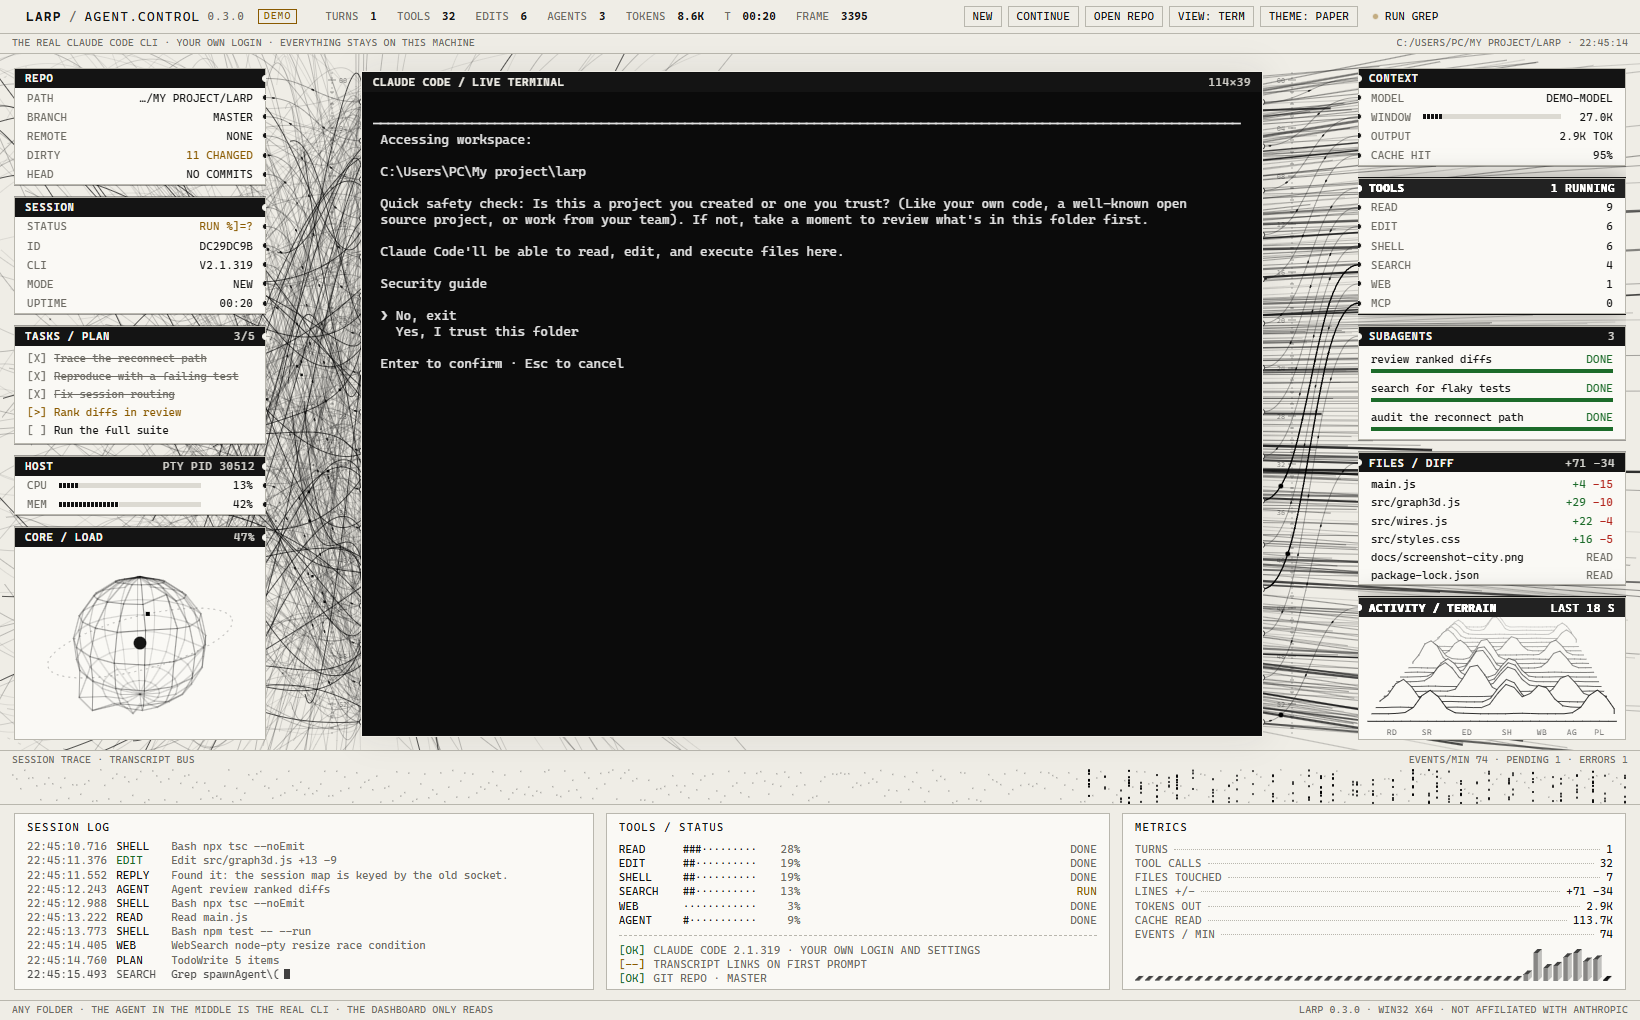 LARP / AGENT.CONTROL 0.3.0 DEMO TURNS 1 TOOLS 32 EDITS 6 AGENTS 3 TOKENS 8.6K T 00:20 FRAME 3395 NEW CONTINUE OPEN REPO VIEW: TERM THEME: PAPER RUN GREP
THE REAL CLAUDE CODE CLI · YOUR OWN LOGIN · EVERYTHING STAYS ON THIS MACHINE
C:/USERS/PC/MY PROJECT/LARP · 22:45:14
REPO
PATH …/MY PROJECT/LARP
BRANCH MASTER
REMOTE NONE
DIRTY 11 CHANGED
HEAD NO COMMITS
SESSION
STATUS RUN %]=?
ID DC29DC9B
CLI V2.1.319
MODE NEW
UPTIME 00:20
TASKS / PLAN 3/5
[X] Trace the reconnect path
[X] Reproduce with a failing test
[X] Fix session routing
[>] Rank diffs in review
[ ] Run the full suite
HOST PTY PID 30512
CPU 13%
MEM 42%
CORE / LOAD 47%
CLAUDE CODE / LIVE TERMINAL 114×39
Accessing workspace:
C:\Users\PC\My project\larp
Quick safety check: Is this a project you created or one you trust? (Like your own code, a well-known open
source project, or work from your team). If not, take a moment to review what's in this folder first.
Claude Code'll be able to read, edit, and execute files here.
Security guide
❯ No, exit
Yes, I trust this folder
Enter to confirm · Esc to cancel
CONTEXT
MODEL DEMO-MODEL
WINDOW 27.0K
OUTPUT 2.9K TOK
CACHE HIT 95%
TOOLS 1 RUNNING
READ 9
EDIT 6
SHELL 6
SEARCH 4
WEB 1
MCP 0
SUBAGENTS 3
review ranked diffs DONE
search for flaky tests DONE
audit the reconnect path DONE
FILES / DIFF +71 −34
main.js +4 −15
src/graph3d.js +29 −10
src/wires.js +22 −4
src/styles.css +16 −5
docs/screenshot-city.png READ
package-lock.json READ
ACTIVITY / TERRAIN LAST 18 S
RD SR ED SH WB AG PL
SESSION TRACE · TRANSCRIPT BUS
EVENTS/MIN 74 · PENDING 1 · ERRORS 1
SESSION LOG
22:45:10.716 SHELL Bash npx tsc --noEmit
22:45:11.376 EDIT Edit src/graph3d.js +13 −9
22:45:11.552 REPLY Found it: the session map is keyed by the old socket.
22:45:12.243 AGENT Agent review ranked diffs
22:45:12.988 SHELL Bash npx tsc --noEmit
22:45:13.222 READ Read main.js
22:45:13.773 SHELL Bash npm test -- --run
22:45:14.405 WEB WebSearch node-pty resize race condition
22:45:14.760 PLAN TodoWrite 5 items
22:45:15.493 SEARCH Grep spawnAgent\(
TOOLS / STATUS
READ ###········· 28% DONE
EDIT ##·········· 19% DONE
SHELL ##·········· 19% DONE
SEARCH ##·········· 13% RUN
WEB ············ 3% DONE
AGENT #··········· 9% DONE
[OK] CLAUDE CODE 2.1.319 · YOUR OWN LOGIN AND SETTINGS
[--] TRANSCRIPT LINKS ON FIRST PROMPT
[OK] GIT REPO · MASTER
METRICS
TURNS 1
TOOL CALLS 32
FILES TOUCHED 7
LINES +/− +71 −34
TOKENS OUT 2.9K
CACHE READ 113.7K
EVENTS / MIN 74
ANY FOLDER · THE AGENT IN THE MIDDLE IS THE REAL CLI · THE DASHBOARD ONLY READS
LARP 0.3.0 · WIN32 X64 · NOT AFFILIATED WITH ANTHROPIC